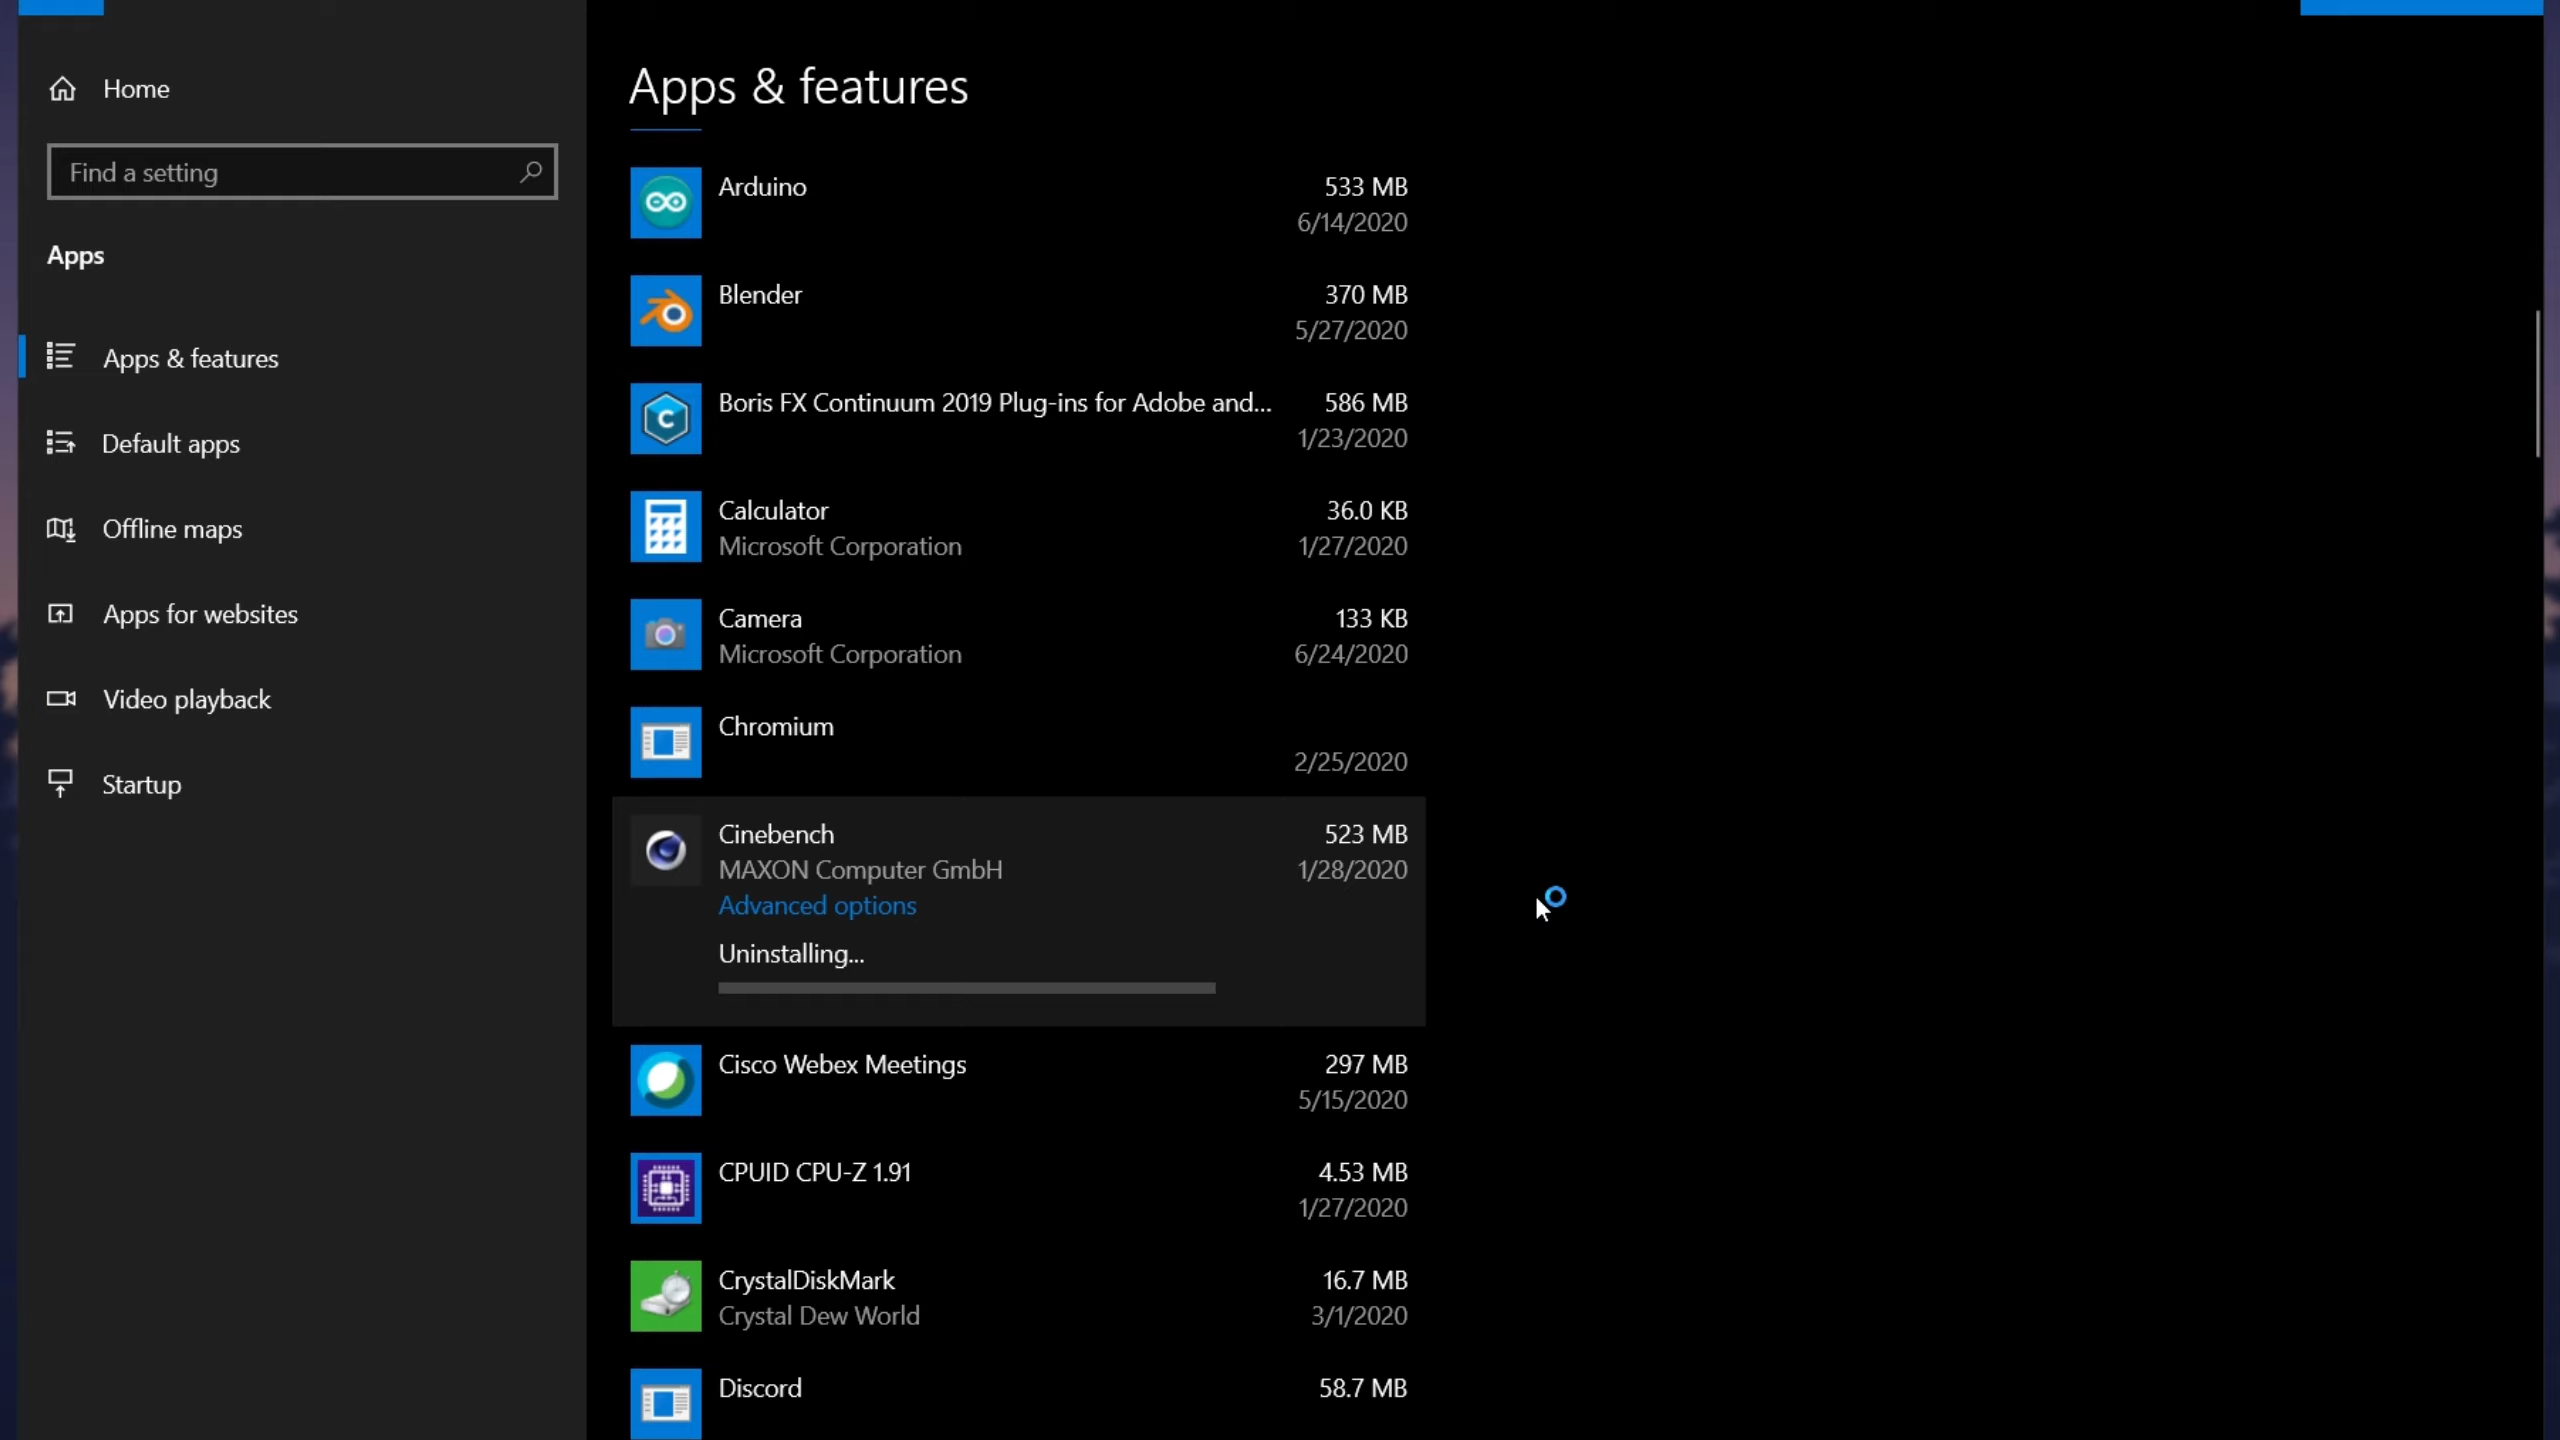 Home
Find a setting
Apps
Apps & features
Default apps
Offline maps
Apps for websites
Video playback
Startup
Apps & features
Arduino 533 MB
6/14/2020
Blender 370 MB
5/27/2020
Boris FX Continuum 2019 Plug-ins for Adobe and... 586 MB
1/23/2020
Calculator 36.0 KB
Microsoft Corporation 1/27/2020
Camera 133 KB
Microsoft Corporation 6/24/2020
Chromium
2/25/2020
Cinebench 523 MB
MAXON Computer GmbH 1/28/2020
Advanced options
Uninstalling...
Cisco Webex Meetings 297 MB
5/15/2020
CPUID CPU-Z 1.91 4.53 MB
1/27/2020
CrystalDiskMark 16.7 MB
Crystal Dew World 3/1/2020
Discord 58.7 MB